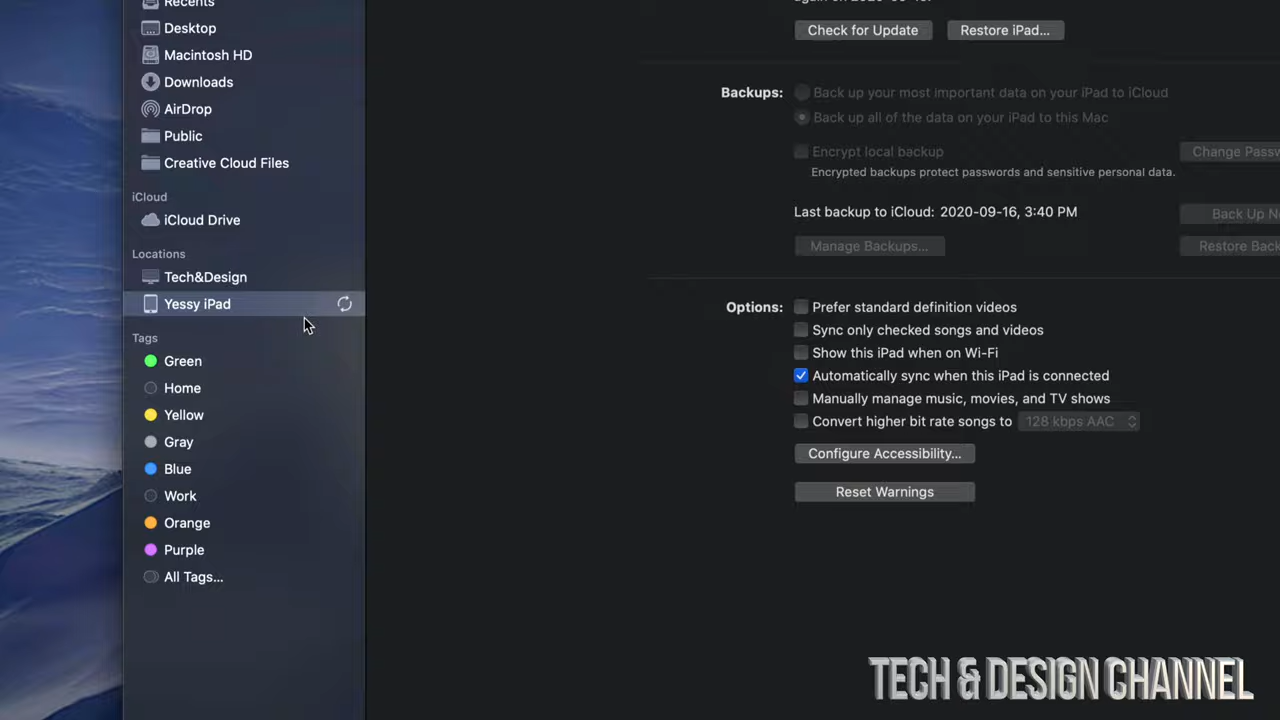 Recents
Desktop
Macintosh HD
Downloads
AirDrop
Public
Creative Cloud Files
iCloud
iCloud Drive
Locations
Tech&Design
Yessy iPad
Tags
Green
Home
Yellow
Gray
Blue
Work
Orange
Purple
All Tags...
Check for Update Restore iPad...
Backups: Back up your most important data on your iPad to iCloud
Back up all of the data on your iPad to this Mac
Encrypt local backup Change
Encrypted backups protect passwords and sensitive personal data.
Last backup to iCloud: 2020-09-16, 3:40 PM Back Up
Manage Backups... Restore
Options: Prefer standard definition videos
Sync only checked songs and videos
Show this iPad when on Wi-Fi
Automatically sync when this iPad is connected
Manually manage music, movies, and TV shows
Convert higher bit rate songs to 128 kbps AAC
Configure Accessibility...
Reset Warnings
TECH & DESIGN CHANNEL